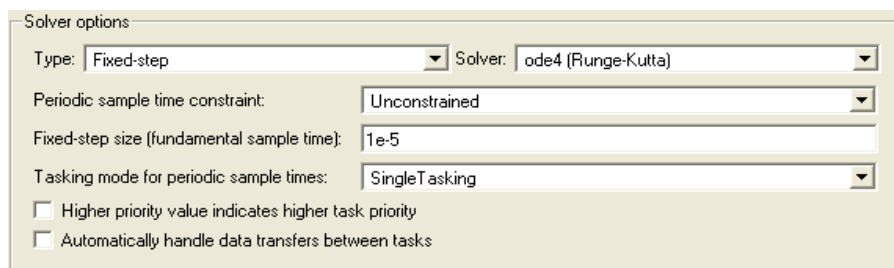 Solver options
Type: Fixed-step Solver: ode4 (Runge-Kutta)
Periodic sample time constraint: Unconstrained
Fixed-step size (fundamental sample time): 1e-5
Tasking mode for periodic sample times: SingleTasking
Higher priority value indicates higher task priority
Automatically handle data transfers between tasks